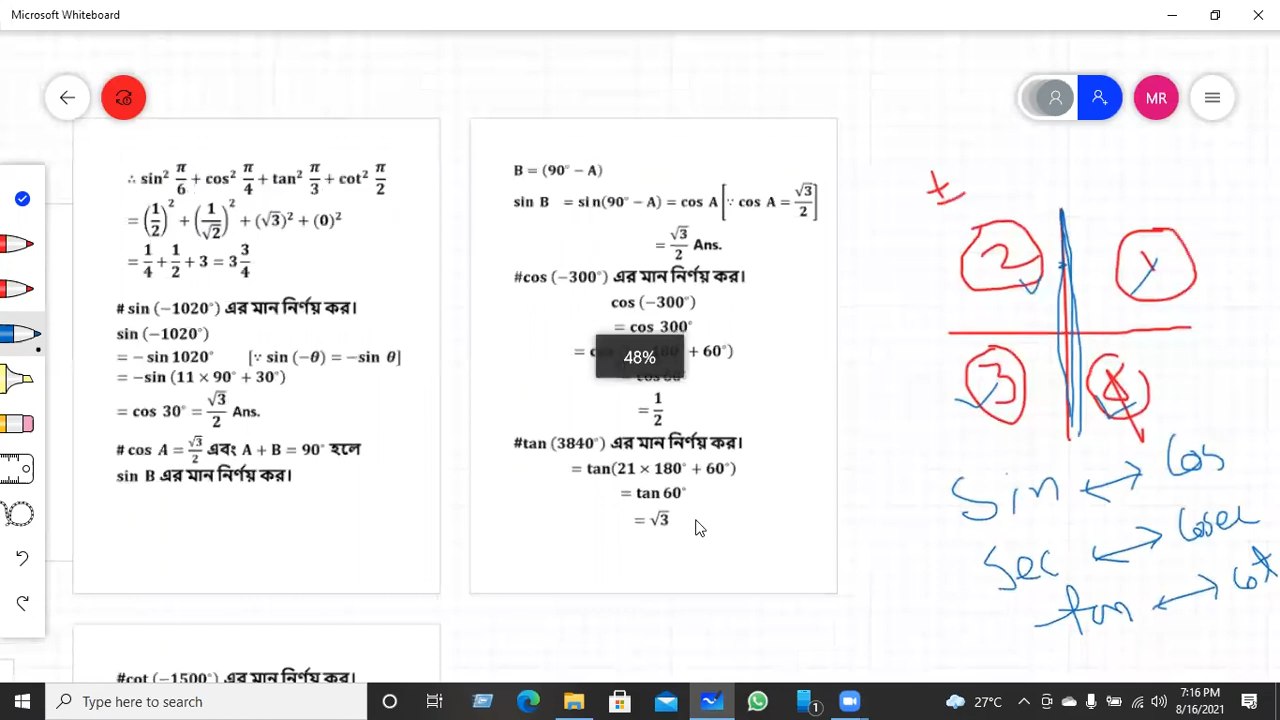 Microsoft Whiteboard
MR
∴ sin² π/6 + cos² π/4 + tan² π/3 + cot² π/2
= (1/2)² + (1/√2)² + (√3)² + (0)²
= 1/4 + 1/2 + 3 = 3 3/4
# sin (−1020°) এর মান নির্ণয় কর।
sin (−1020°)
= − sin 1020° [∵ sin (−θ) = −sin θ]
= −sin (11 × 90° + 30°)
= cos 30° = √3/2 Ans.
# cos A = √3/2 এবং A + B = 90° হলে
sin B এর মান নির্ণয় কর।
B = (90° − A)
sin B = sin(90° − A) = cos A [∵ cos A = √3/2]
= √3/2 Ans.
#cos (−300°) এর মান নির্ণয় কর।
cos (−300°)
= cos 300°
+ 60°)
48%
= 1/2
#tan (3840°) এর মান নির্ণয় কর।
= tan(21 × 180° + 60°)
= tan 60°
= √3
#cot (−1500°) এর মান নির্ণয় কর।
2
3
Sin ↔ Cos
Sec ↔ Cosec
tan ↔ cot
Type here to search
1
27°C
7:16 PM
8/16/2021